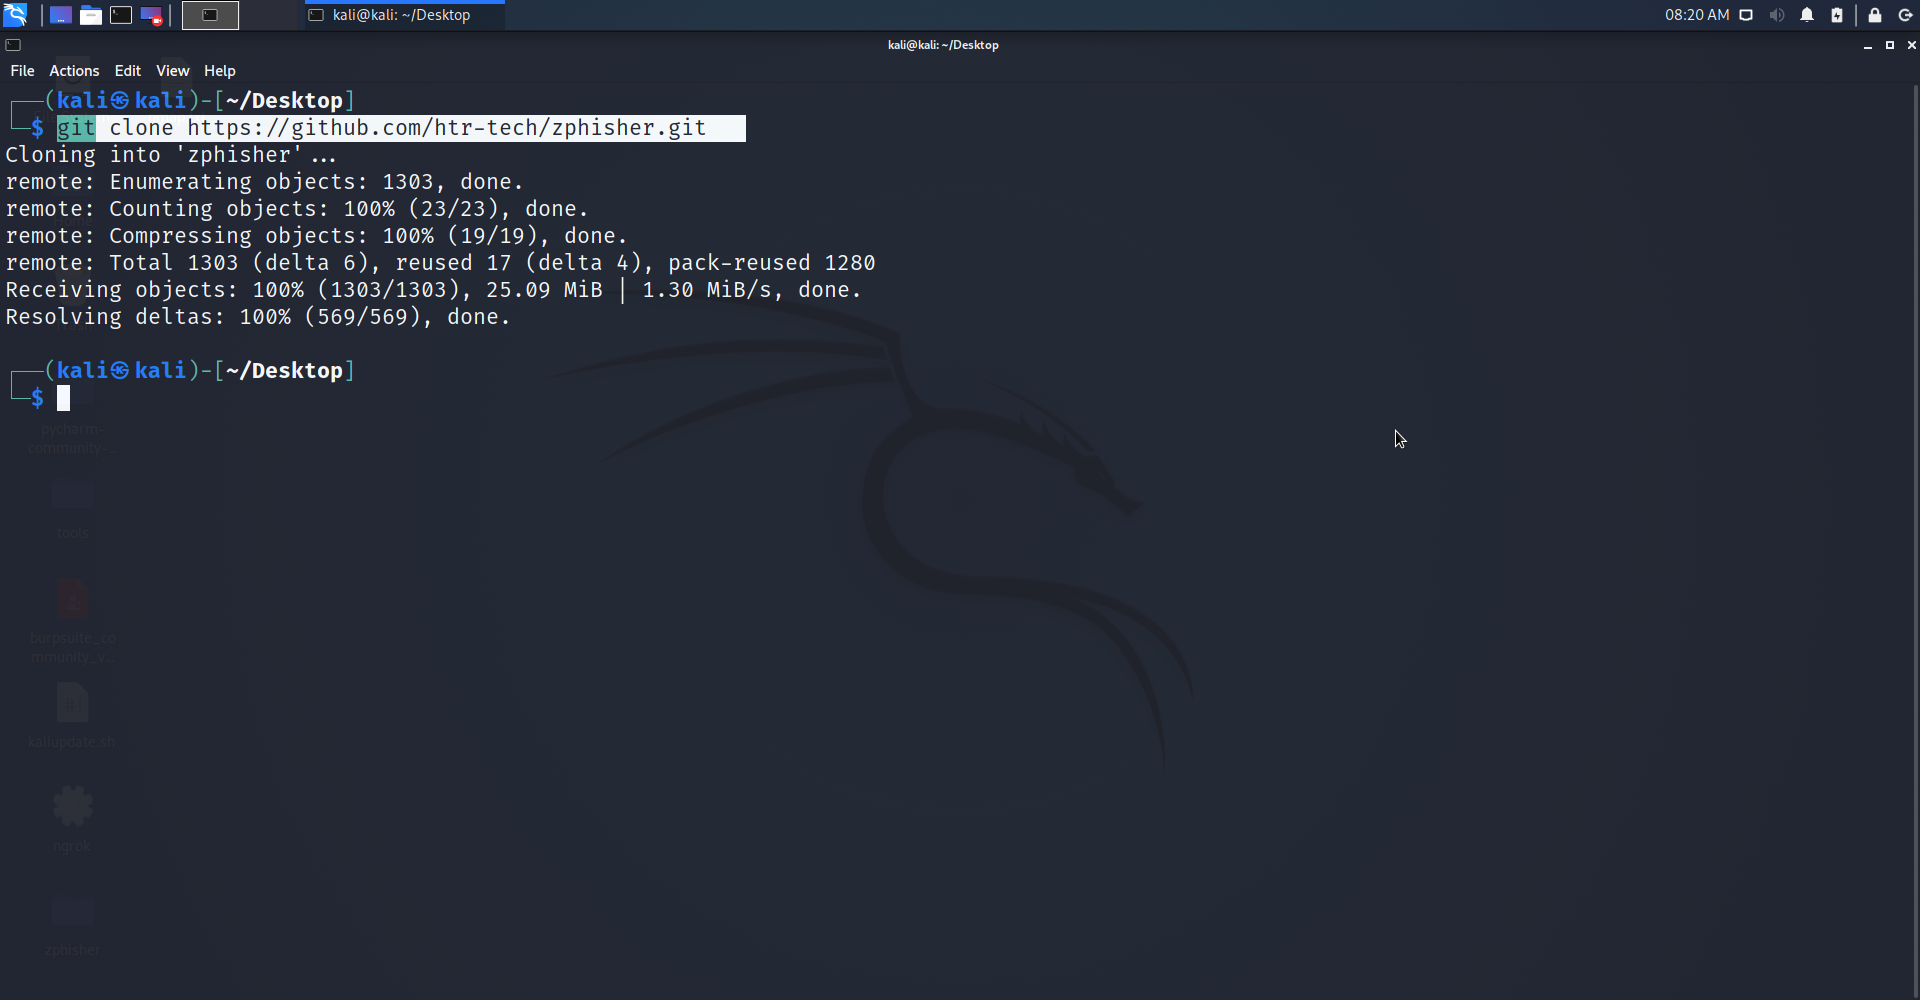 kali@kali: ~/Desktop
08:20 AM
kali@kali: ~/Desktop
File Actions Edit View Help
(kali㉿kali)-[~/Desktop]
$ git clone https://github.com/htr-tech/zphisher.git
Cloning into 'zphisher'...
remote: Enumerating objects: 1303, done.
remote: Counting objects: 100% (23/23), done.
remote: Compressing objects: 100% (19/19), done.
remote: Total 1303 (delta 6), reused 17 (delta 4), pack-reused 1280
Receiving objects: 100% (1303/1303), 25.09 MiB | 1.30 MiB/s, done.
Resolving deltas: 100% (569/569), done.
(kali㉿kali)-[~/Desktop]
$
pycharm-
community-...
tools
burpsuite_co
mmunity_v...
kaliupdate.sh
ngrok
zphisher